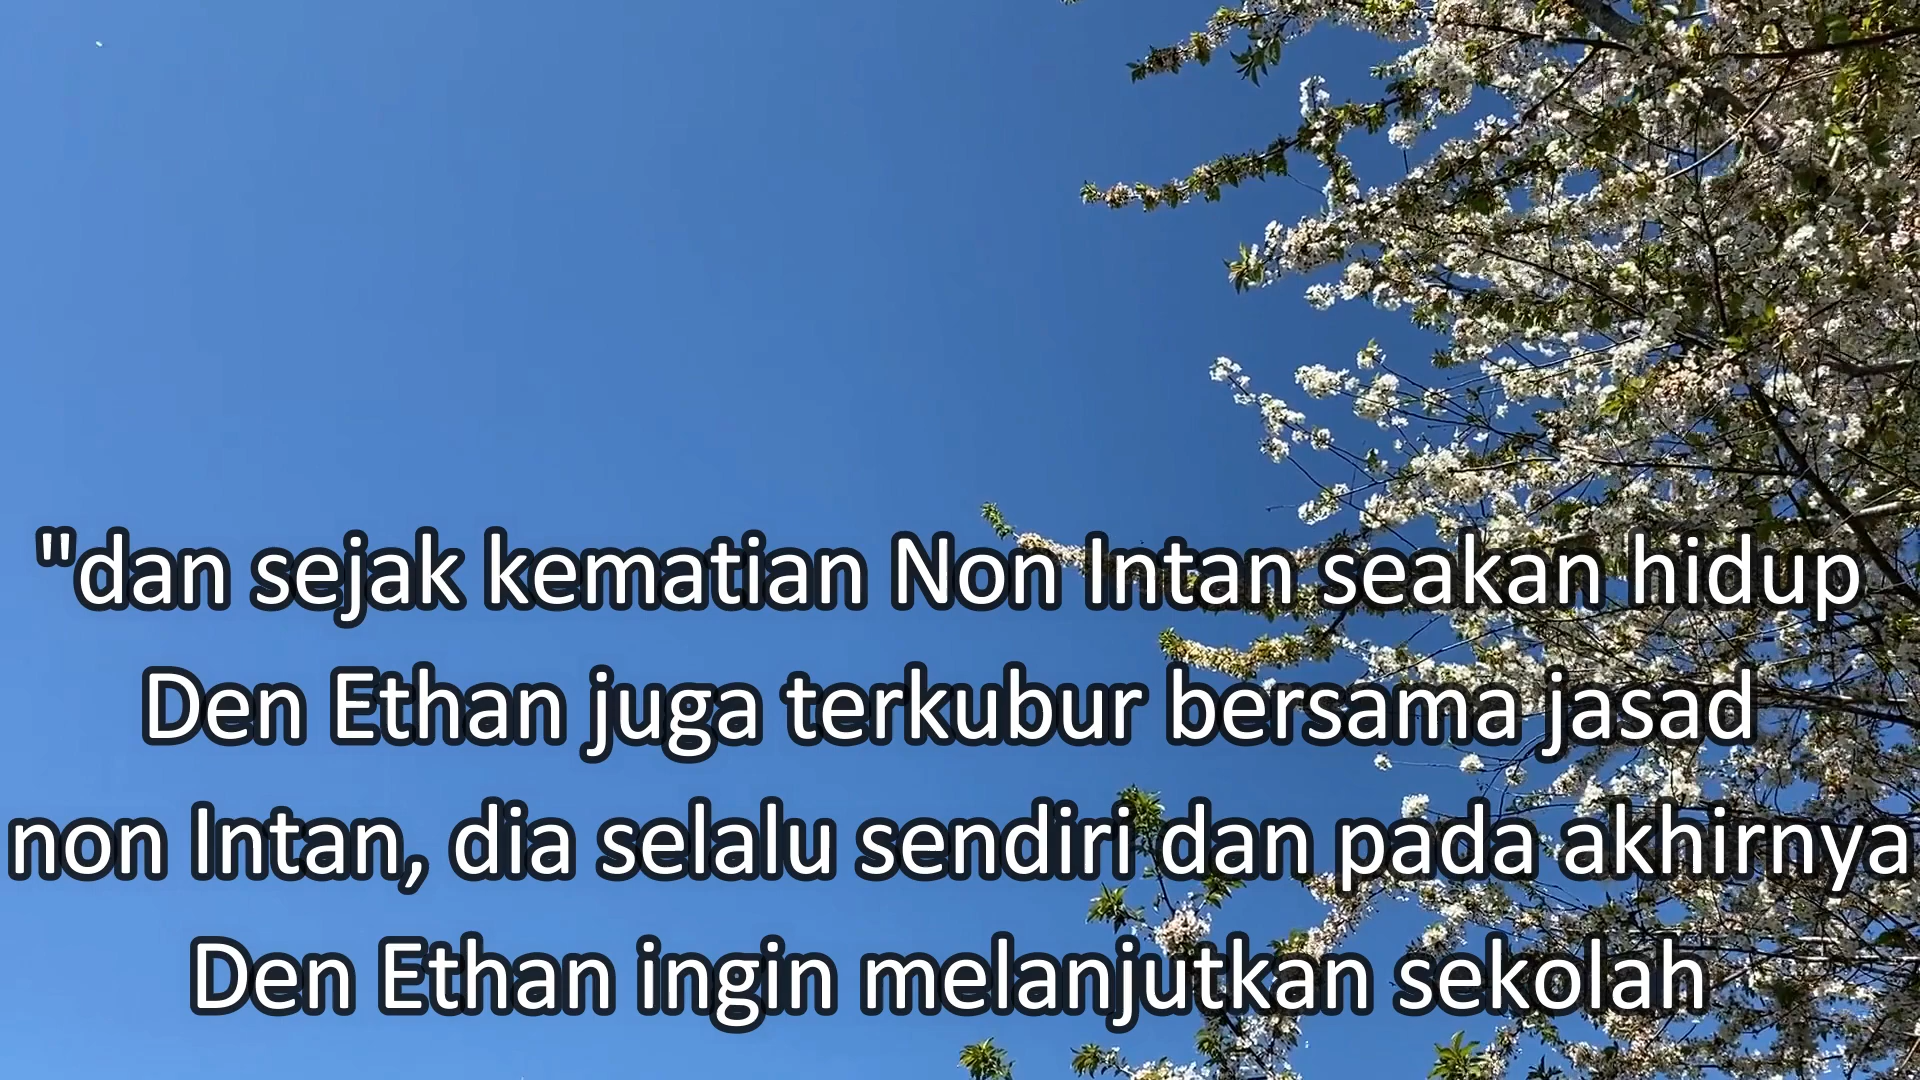 "dan sejak kematian Non Intan seakan hidup
Den Ethan juga terkubur bersama jasad
non Intan, dia selalu sendiri dan pada akhirnya
Den Ethan ingin melanjutkan sekolah